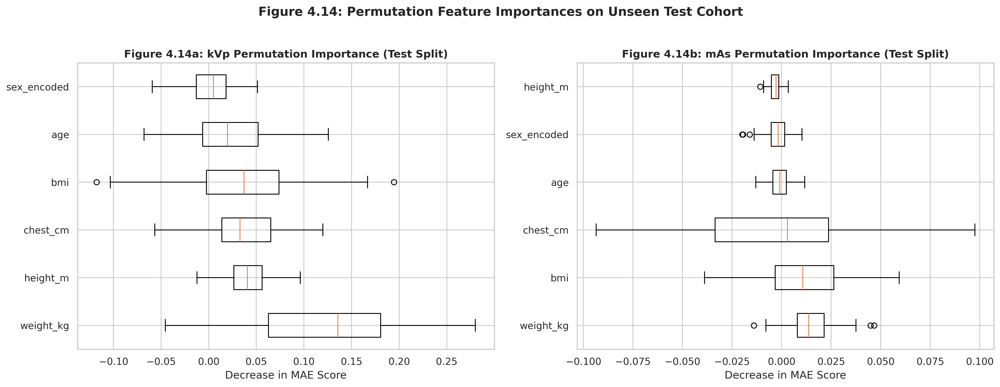 Figure 4.14: Permutation Feature Importances on Unseen Test Cohort
Figure 4.14a: kVp Permutation Importance (Test Split)
sex_encoded
age
bmi
chest_cm
height_m
weight_kg
−0.10 −0.05 0.00 0.05 0.10 0.15 0.20 0.25
Decrease in MAE Score
Figure 4.14b: mAs Permutation Importance (Test Split)
height_m
sex_encoded
age
chest_cm
bmi
weight_kg
−0.100 −0.075 −0.050 −0.025 0.000 0.025 0.050 0.075 0.100
Decrease in MAE Score